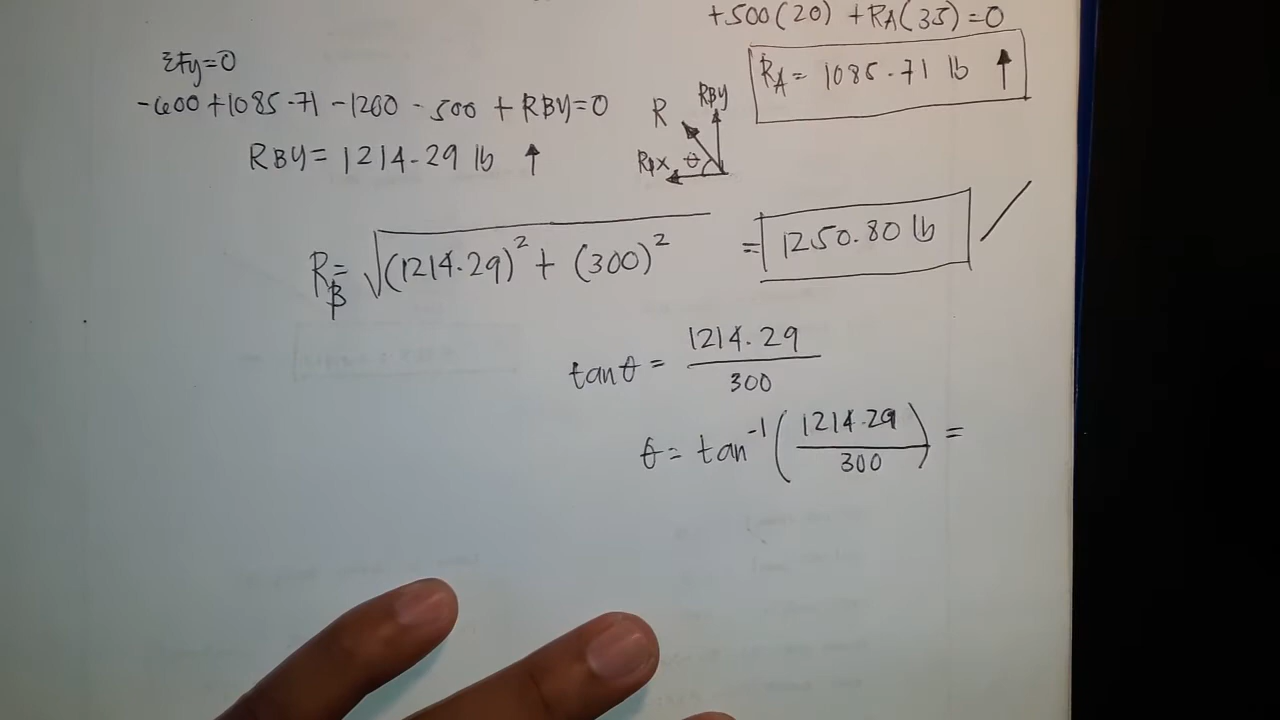 +500(20) +RA(35)=0
RA = 1085.71 lb ↑
ΣFy=0
-600+1085.71-1200-500+RBy=0
RBy=1214.29 lb ↑
RBy
R
RBx θ
RB=√(1214.29)²+(300)² = 1250.80 lb
tanθ = 1214.29/300
θ = tan⁻¹(1214.29/300) =